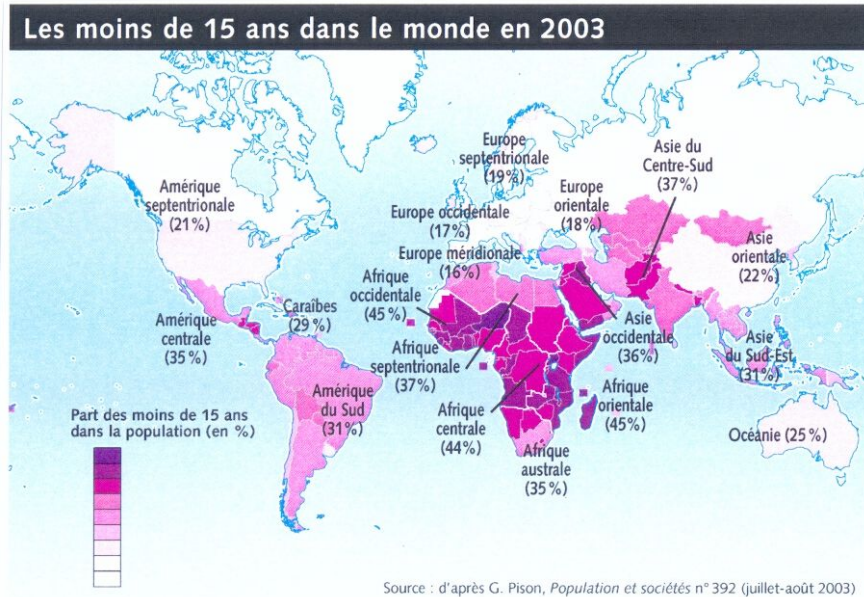 Les moins de 15 ans dans le monde en 2003
Europe
septentrionale
(19 %)
Asie du
Centre-Sud
(37 %)
Amérique
septentrionale
(21 %)
Europe occidentale
(17 %)
Europe
orientale
(18 %)
Europe méridionale
(16 %)
Asie
orientale
(22 %)
Afrique
occidentale
(45 %)
Caraïbes
(29 %)
Amérique
centrale
(35 %)
Asie
occidentale
(36 %)
Asie
du Sud-Est
(31 %)
Afrique
septentrionale
(37 %)
Amérique
du Sud
(31 %)
Afrique
orientale
(45 %)
Afrique
centrale
(44 %)
Océanie (25 %)
Afrique
australe
(35 %)
Part des moins de 15 ans
dans la population (en %)
Source : d'après G. Pison, Population et sociétés n° 392 (juillet-août 2003)